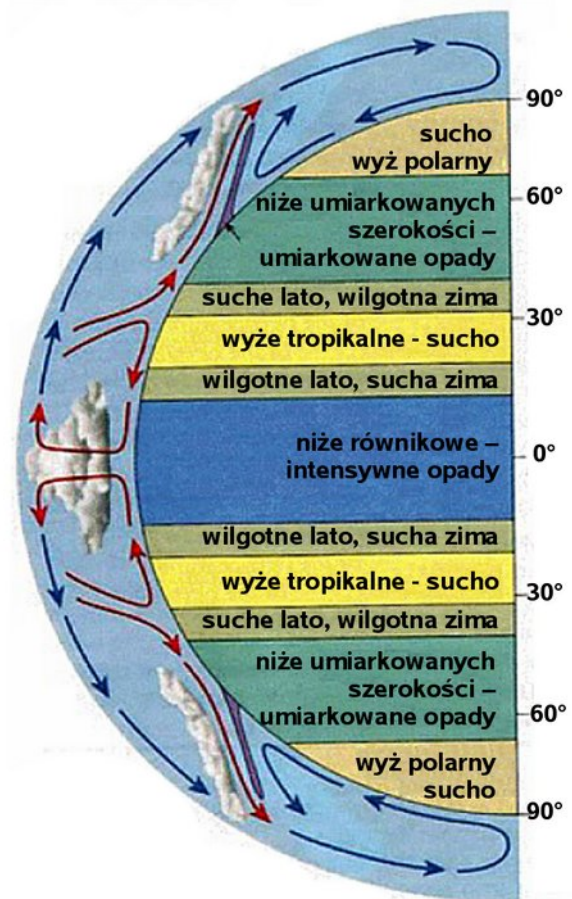 90°
sucho
wyż polarny
60°
niże umiarkowanych
szerokości –
umiarkowane opady
suche lato, wilgotna zima
30°
wyże tropikalne - sucho
wilgotne lato, sucha zima
niże równikowe –
intensywne opady
0°
wilgotne lato, sucha zima
wyże tropikalne - sucho
30°
suche lato, wilgotna zima
niże umiarkowanych
szerokości –
umiarkowane opady
60°
wyż polarny
sucho
90°